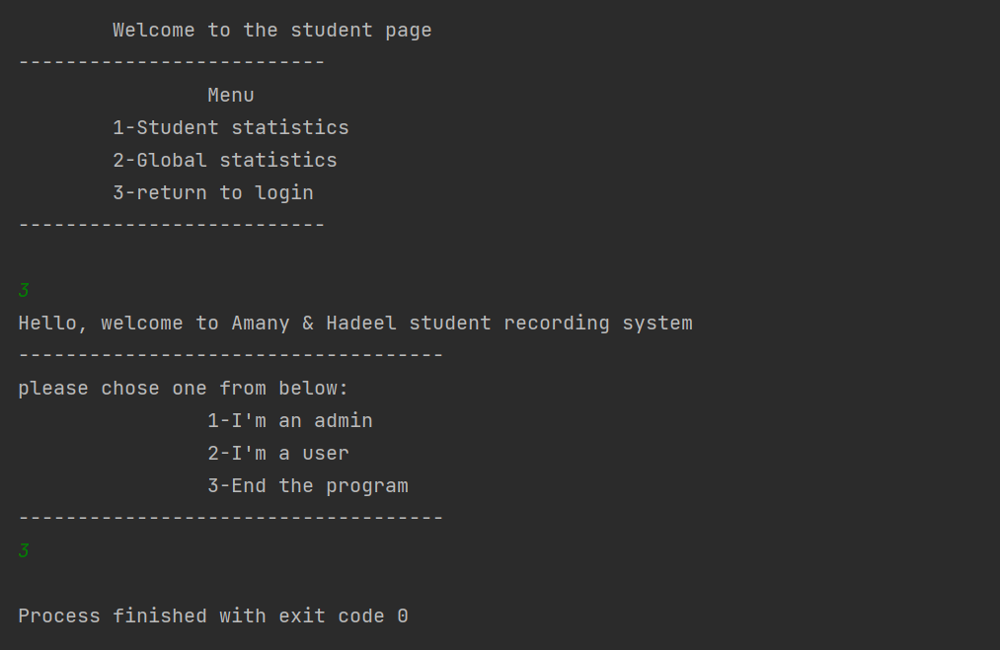 Welcome to the student page
--------------------------
Menu
1-Student statistics
2-Global statistics
3-return to login
--------------------------
3
Hello, welcome to Amany & Hadeel student recording system
------------------------------------
please chose one from below:
1-I'm an admin
2-I'm a user
3-End the program
------------------------------------
3
Process finished with exit code 0